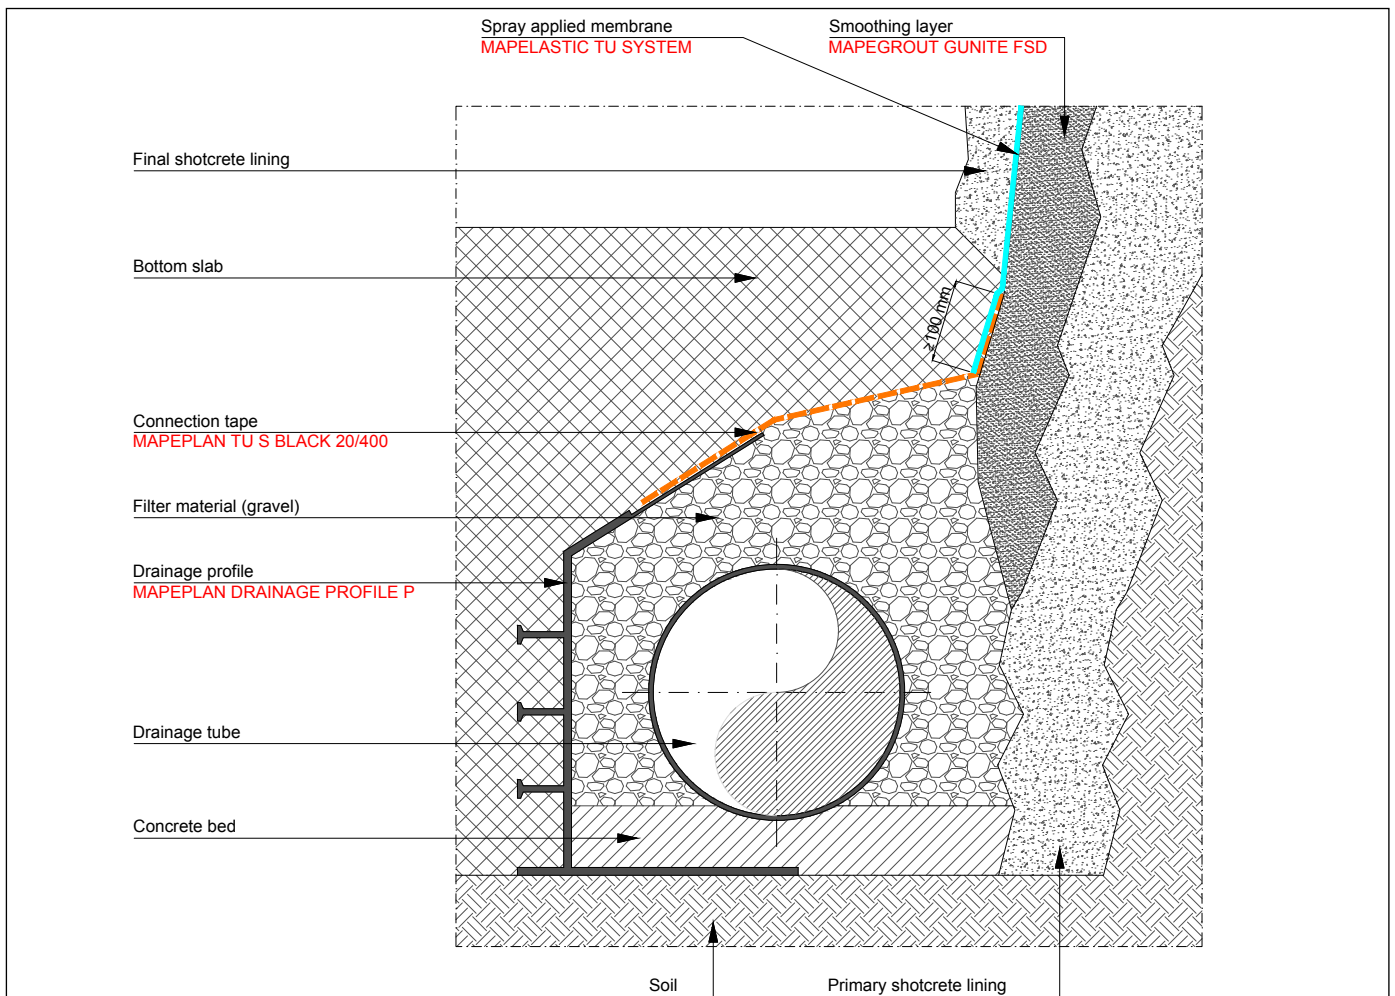 Spray applied membrane
MAPELASTIC TU SYSTEM
Smoothing layer
MAPEGROUT GUNITE FSD
Final shotcrete lining
Bottom slab
≥100 mm
Connection tape
MAPEPLAN TU S BLACK 20/400
Filter material (gravel)
Drainage profile
MAPEPLAN DRAINAGE PROFILE P
Drainage tube
Concrete bed
Soil
Primary shotcrete lining